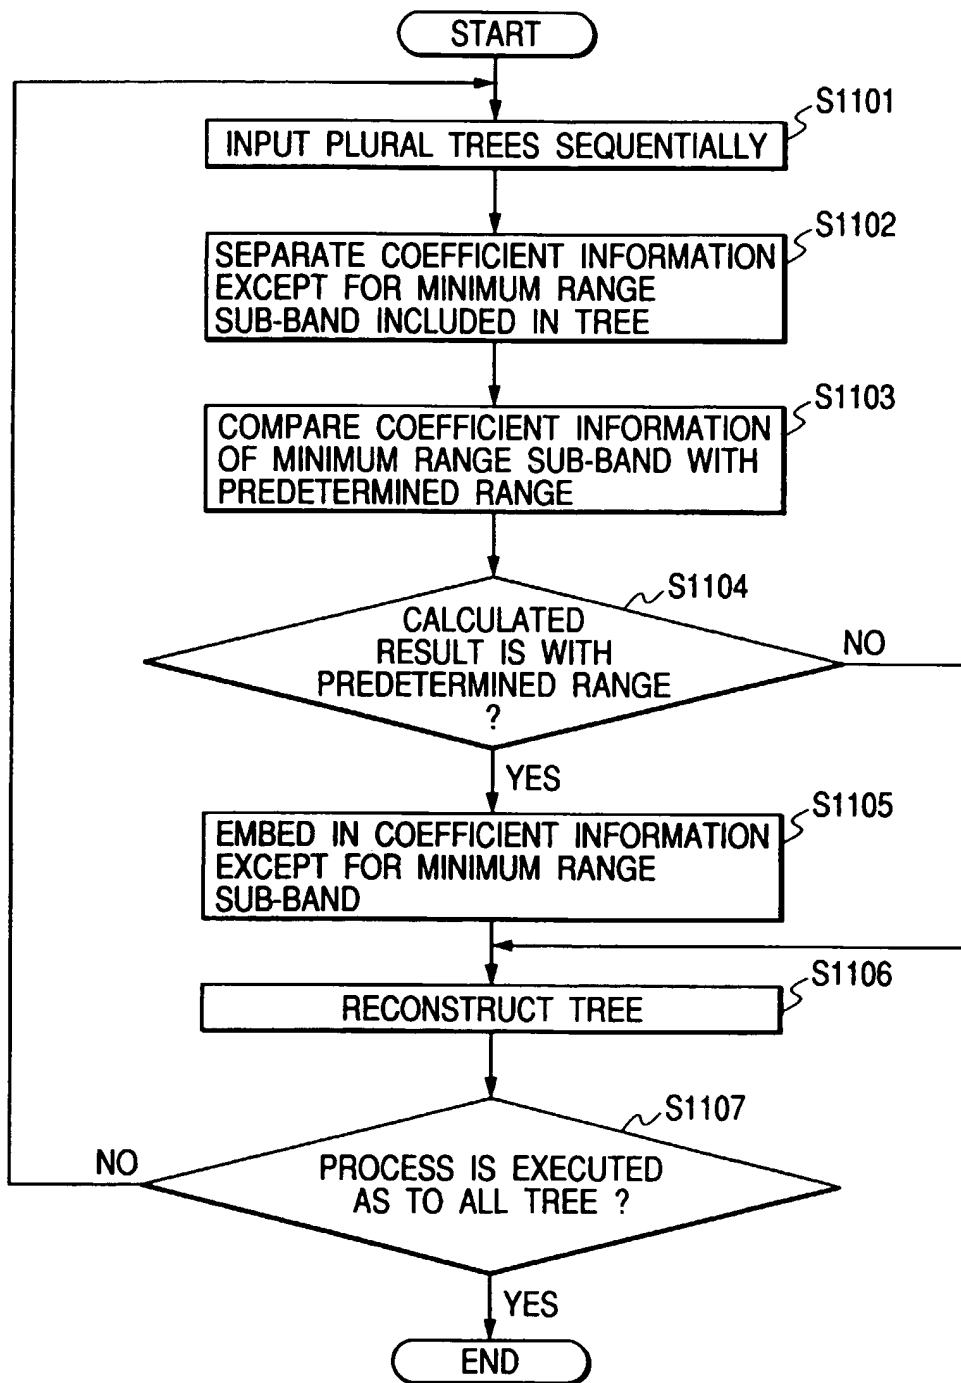 START
S1101
INPUT PLURAL TREES SEQUENTIALLY
S1102
SEPARATE COEFFICIENT INFORMATION
EXCEPT FOR MINIMUM RANGE
SUB-BAND INCLUDED IN TREE
S1103
COMPARE COEFFICIENT INFORMATION
OF MINIMUM RANGE SUB-BAND WITH
PREDETERMINED RANGE
S1104
CALCULATED
RESULT IS WITH
PREDETERMINED RANGE
?
NO
YES
S1105
EMBED IN COEFFICIENT INFORMATION
EXCEPT FOR MINIMUM RANGE
SUB-BAND
S1106
RECONSTRUCT TREE
S1107
NO
PROCESS IS EXECUTED
AS TO ALL TREE ?
YES
END